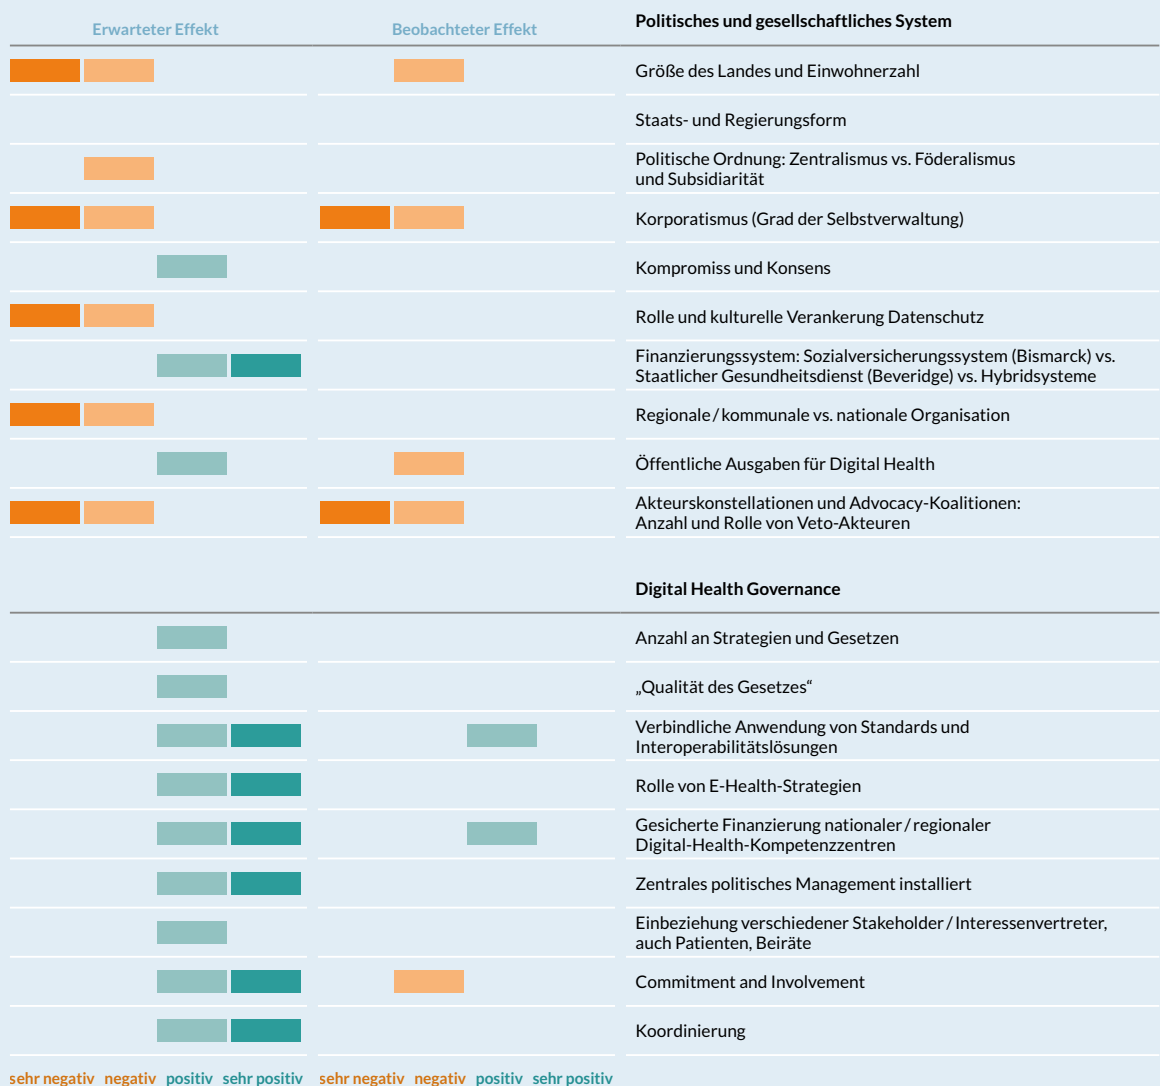 Erwarteter Effekt
Beobachteter Effekt
Politisches und gesellschaftliches System
Größe des Landes und Einwohnerzahl
Staats- und Regierungsform
Politische Ordnung: Zentralismus vs. Föderalismus
und Subsidiarität
Korporatismus (Grad der Selbstverwaltung)
Kompromiss und Konsens
Rolle und kulturelle Verankerung Datenschutz
Finanzierungssystem: Sozialversicherungssystem (Bismarck) vs.
Staatlicher Gesundheitsdienst (Beveridge) vs. Hybridsysteme
Regionale / kommunale vs. nationale Organisation
Öffentliche Ausgaben für Digital Health
Akteurskonstellationen und Advocacy-Koalitionen:
Anzahl und Rolle von Veto-Akteuren
Digital Health Governance
Anzahl an Strategien und Gesetzen
„Qualität des Gesetzes“
Verbindliche Anwendung von Standards und
Interoperabilitätslösungen
Rolle von E-Health-Strategien
Gesicherte Finanzierung nationaler / regionaler
Digital-Health-Kompetenzzentren
Zentrales politisches Management installiert
Einbeziehung verschiedener Stakeholder / Interessenvertreter,
auch Patienten, Beiräte
Commitment and Involvement
Koordinierung
sehr negativ negativ positiv sehr positiv
sehr negativ negativ positiv sehr positiv